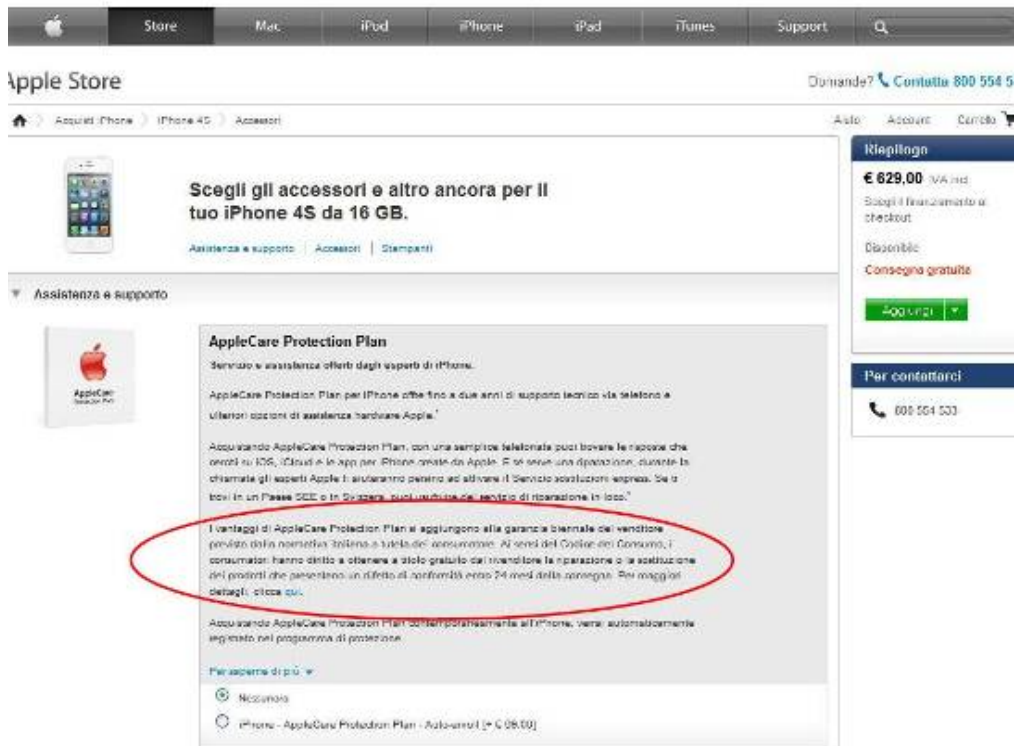 Store Mac iPod iPhone iPad iTunes Support
Apple Store
Domande? Contatta 800 554 5
Acquisti iPhone iPhone 4S Accessori
Aiuto Account Carrello
Scegli gli accessori e altro ancora per il
tuo iPhone 4S da 16 GB.
Assistenza e supporto | Accessori | Stampanti
Riepilogo
€ 629,00 IVA incl
Scegli il finanziamento al
checkout
Disponibile
Consegna gratuita
Aggiungi
Assistenza e supporto
AppleCare
Protection Plan
AppleCare Protection Plan
Servizio e assistenza offerti dagli esperti di iPhone.
AppleCare Protection Plan per iPhone offre fino a due anni di supporto tecnico via telefono e
ulteriori opzioni di assistenza hardware Apple.*
Acquistando AppleCare Protection Plan, con una semplice telefonata puoi trovare le risposte che
cerchi su iOS, iCloud e le app per iPhone create da Apple. E se serve una riparazione, durante la
chiamata gli esperti Apple ti aiuteranno persino ad attivare il Servizio sostituzioni express. Se ti
trovi in un Paese SEE o in Svizzera, puoi usufruire del servizio di riparazione in loco.*
I vantaggi di AppleCare Protection Plan si aggiungono alla garanzia biennale del venditore
prevista dalla normativa italiana a tutela del consumatore. Ai sensi del Codice del Consumo, i
consumatori hanno diritto a ottenere a titolo gratuito dal rivenditore la riparazione o la sostituzione
dei prodotti che presentano un difetto di conformità entro 24 mesi dalla consegna. Per maggiori
dettagli, clicca qui.
Acquistando AppleCare Protection Plan contemporaneamente all'iPhone, verrai automaticamente
registrato nel programma di protezione
Per saperne di più
Nessuno/a
iPhone - AppleCare Protection Plan - Auto-enroll
Per contattarci
800 554 533